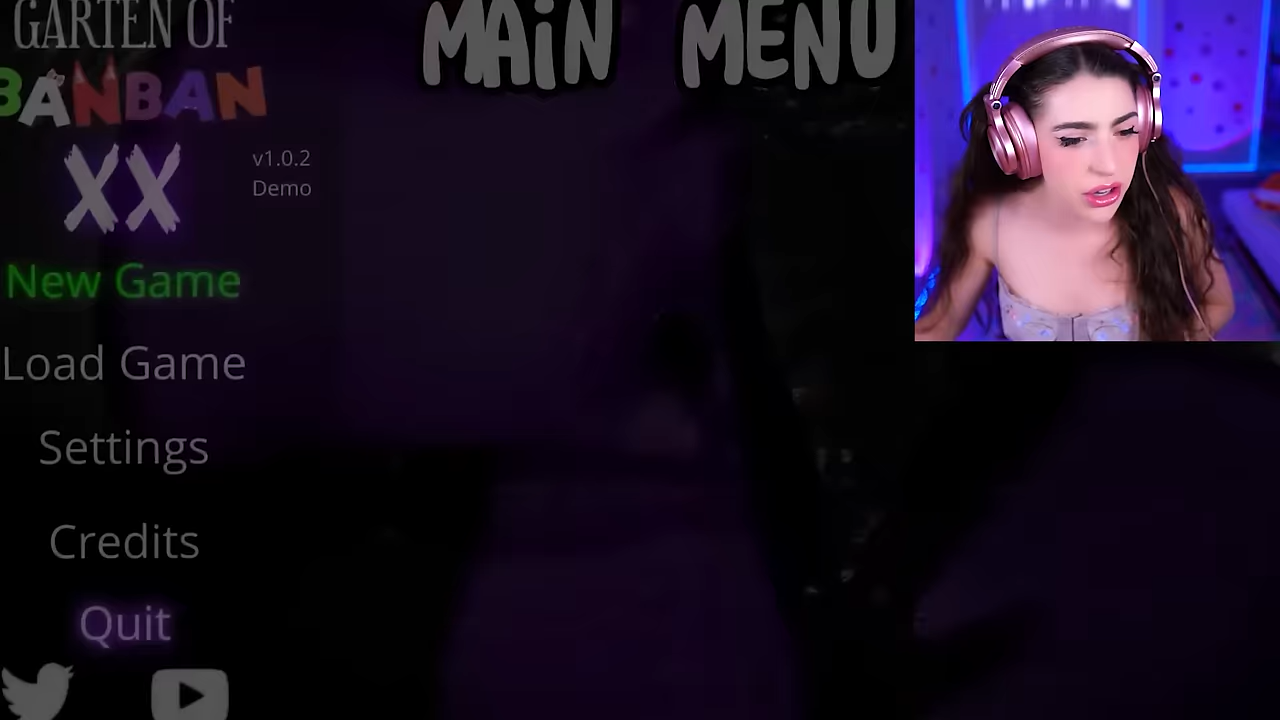 GARTEN OF
BANBAN
XX
v1.0.2
Demo
MAiN MENU
New Game
Load Game
Settings
Credits
Quit